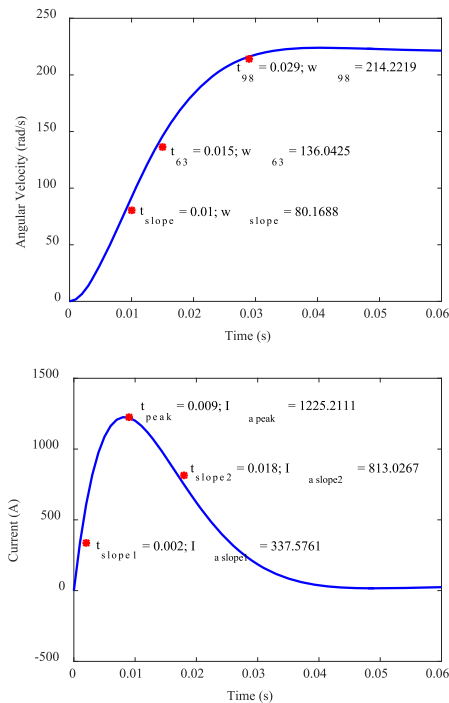 250
200
150
100
50
0
Angular Velocity (rad/s)
t98 = 0.029; w98 = 214.2219
t63 = 0.015; w63 = 136.0425
tslope = 0.01; wslope = 80.1688
0 0.01 0.02 0.03 0.04 0.05 0.06
Time (s)
1500
1000
500
0
-500
Current (A)
tpeak = 0.009; Ia peak = 1225.2111
tslope2 = 0.018; Ia slope2 = 813.0267
tslope1 = 0.002; Ia slope1 = 337.5761
0 0.01 0.02 0.03 0.04 0.05 0.06
Time (s)